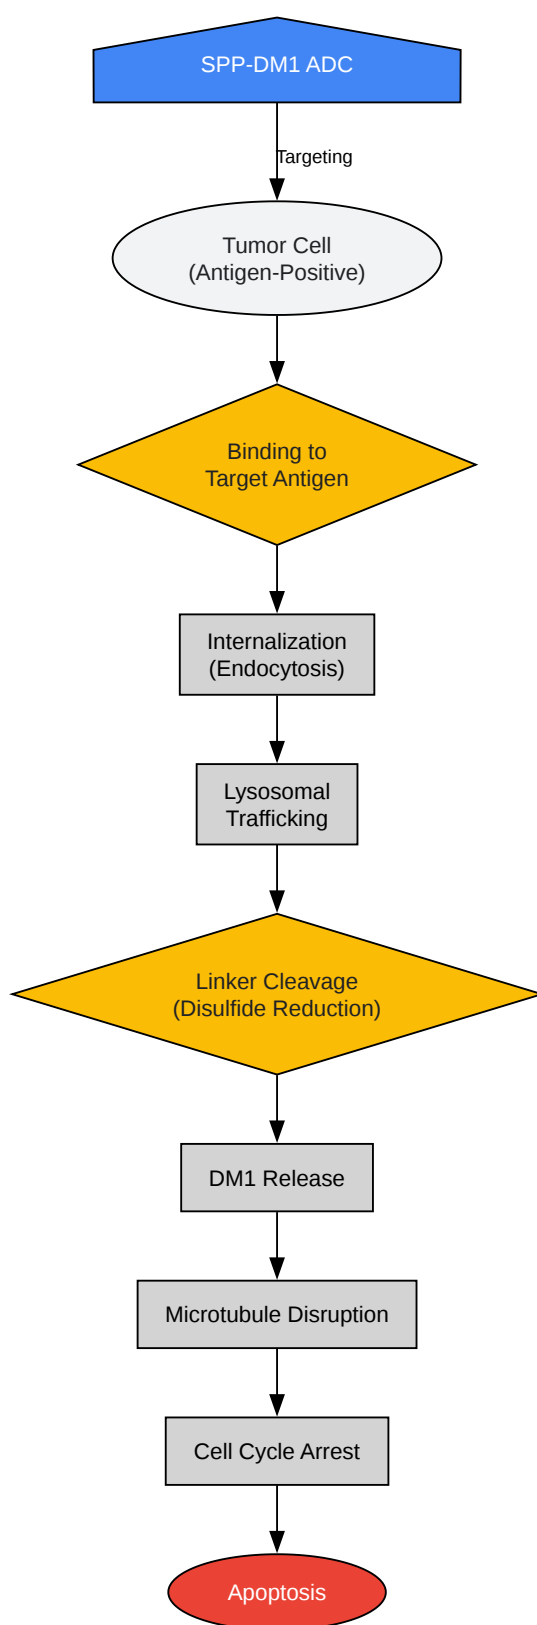 SPP-DM1 ADC
Targeting
Tumor Cell
(Antigen-Positive)
Binding to
Target Antigen
Internalization
(Endocytosis)
Lysosomal
Trafficking
Linker Cleavage
(Disulfide Reduction)
DM1 Release
Microtubule Disruption
Cell Cycle Arrest
Apoptosis